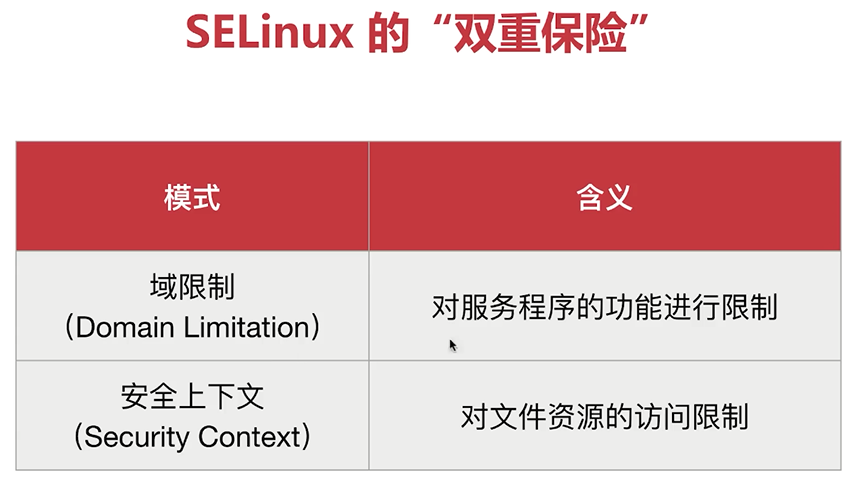 SELinux 的“双重保险”
模式
含义
域限制
（Domain Limitation）
对服务程序的功能进行限制
安全上下文
（Security Context）
对文件资源的访问限制